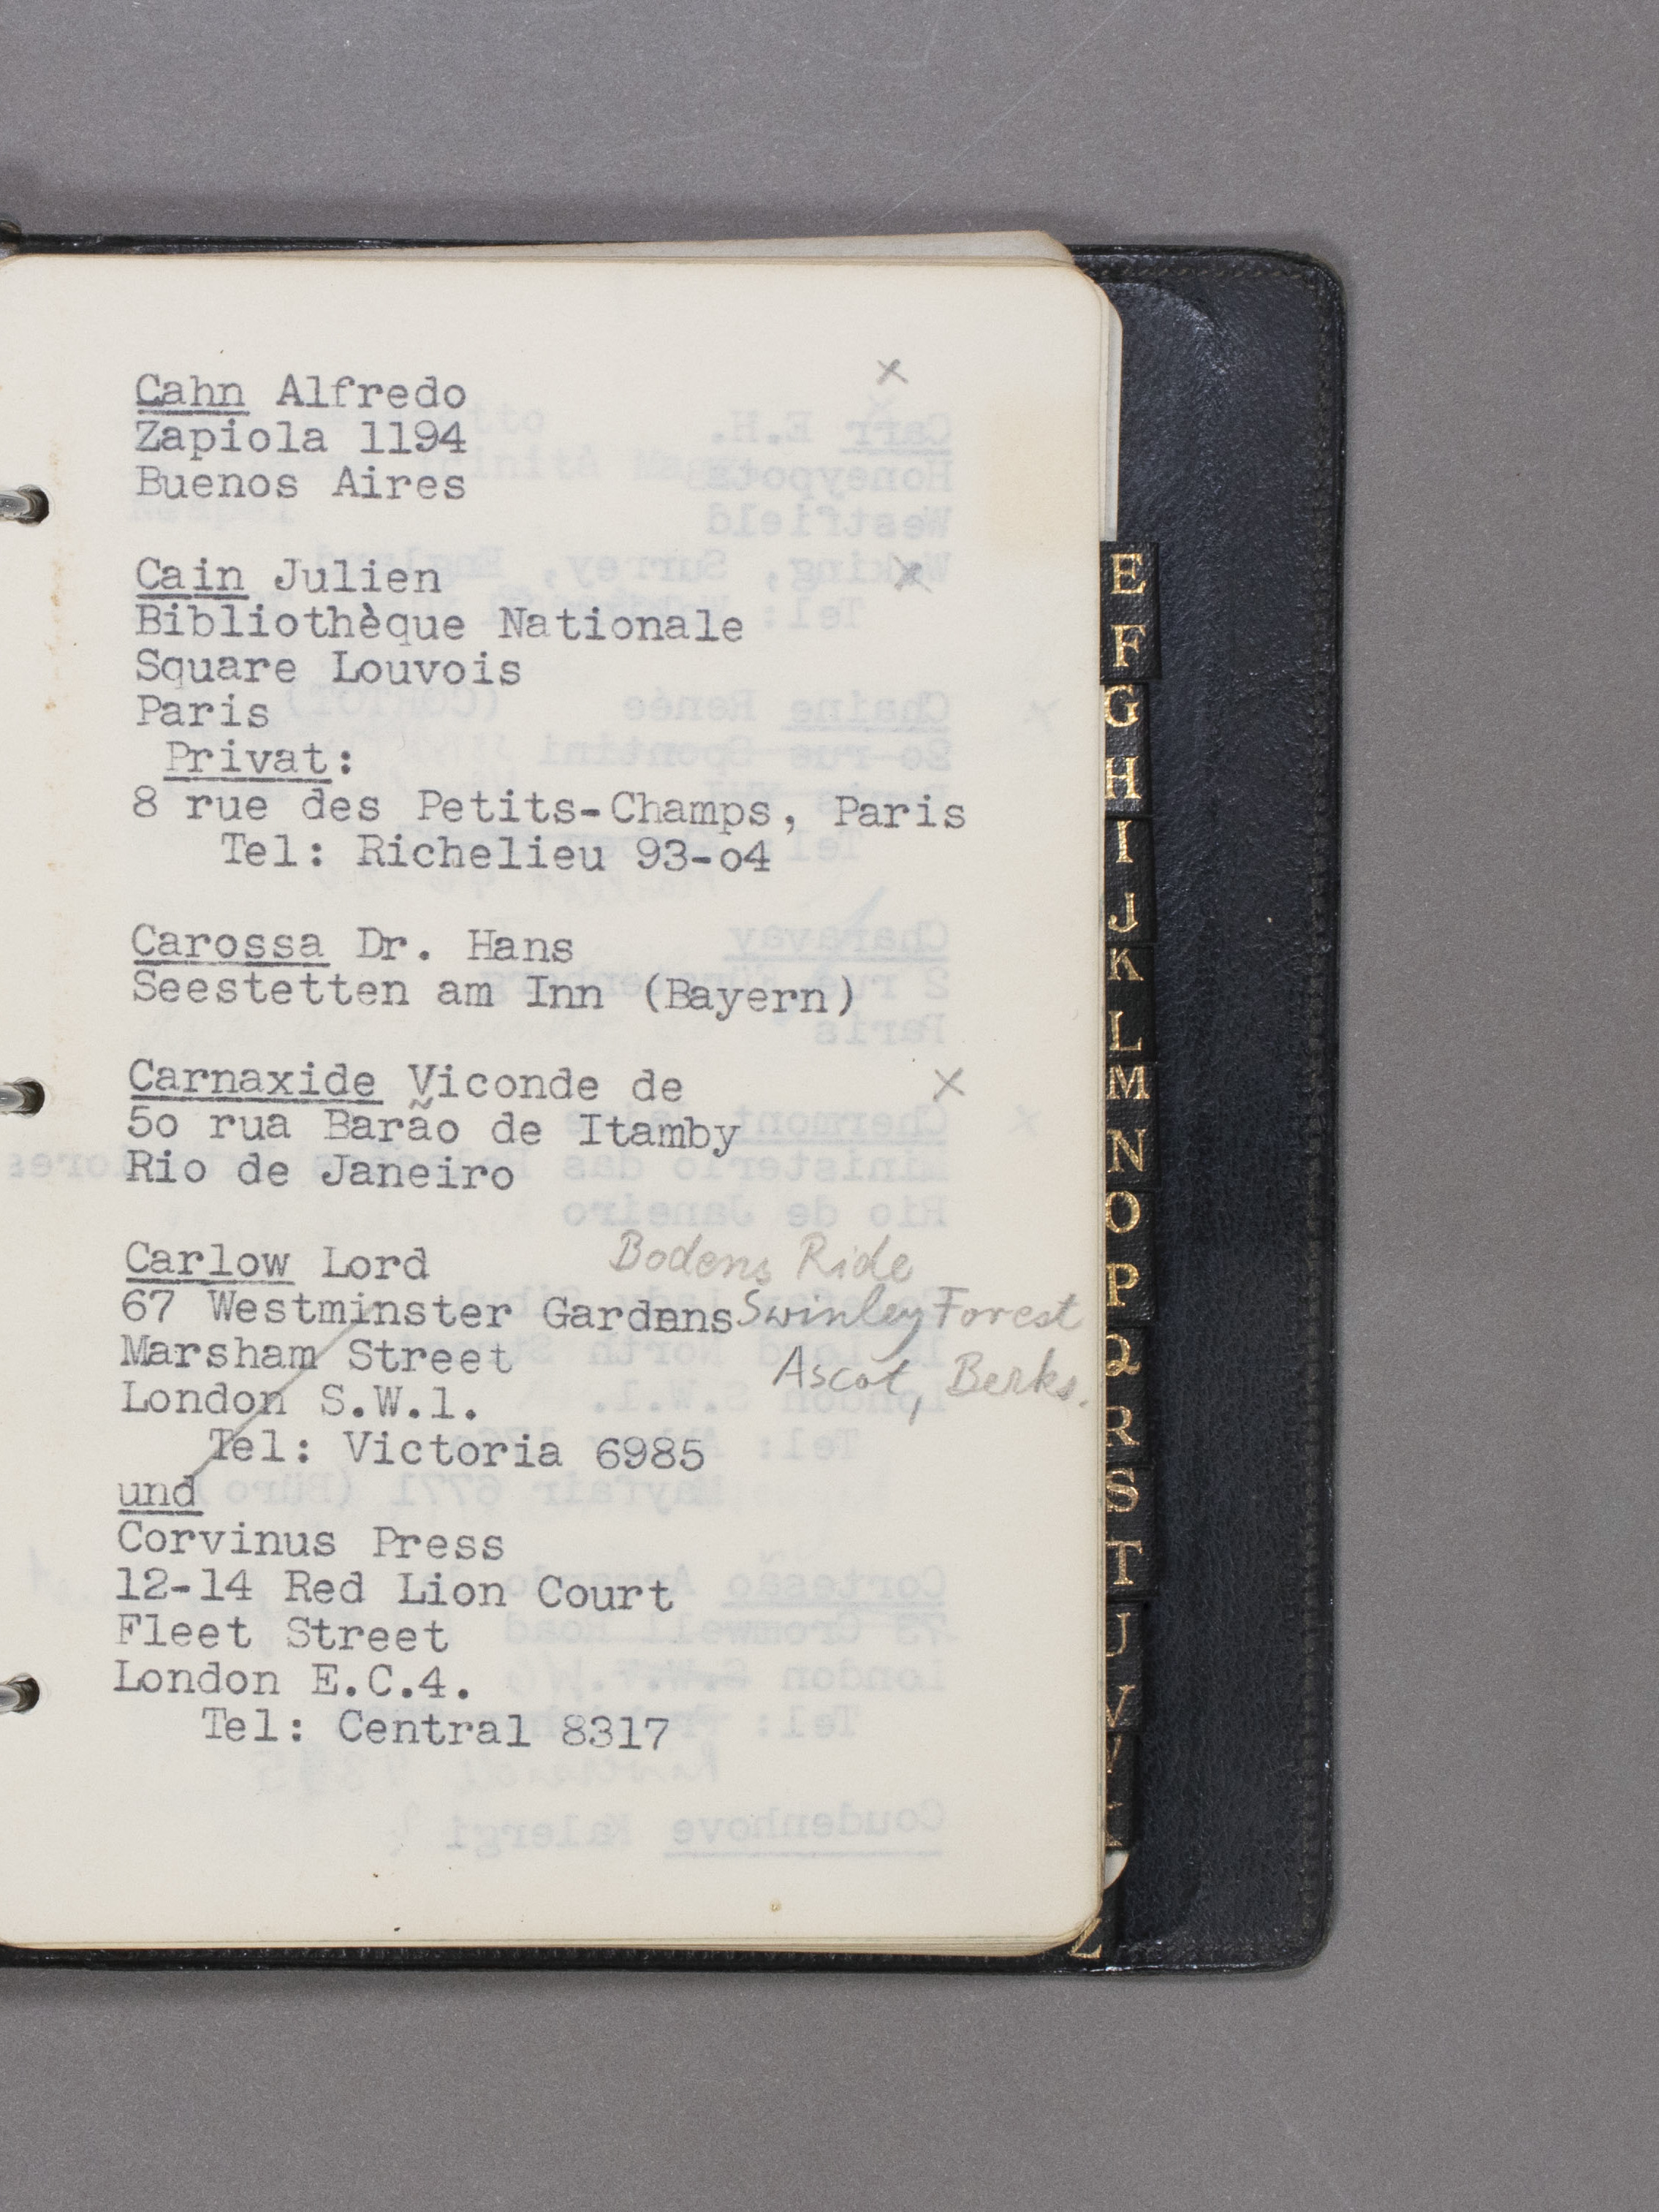 Cahn Alfredo ×
Zapiola 1194
Buenos Aires
Cain Julien ×
Bibliothèque Nationale
Square Louvois
Paris
Privat:
8 rue des Petits-Champs, Paris
Tel: Richelieu 93-o4
Carossa Dr. Hans
Seestetten am Inn (Bayern)
Carnaxide Viconde de ×
5o rua Barão de Itamby
Rio de Janeiro
Carlow Lord
Bodens Ride
67 Westminster Gardens
Swinley Forest
Marsham Street
Ascot, Berks.
London S.W.1.
Tel: Victoria 6985
und
Corvinus Press
12-14 Red Lion Court
Fleet Street
London E.C.4.
Tel: Central 8317
E
F
G
H
I
J
K
L
M
N
O
P
Q
R
S
T
U
V
W
Z